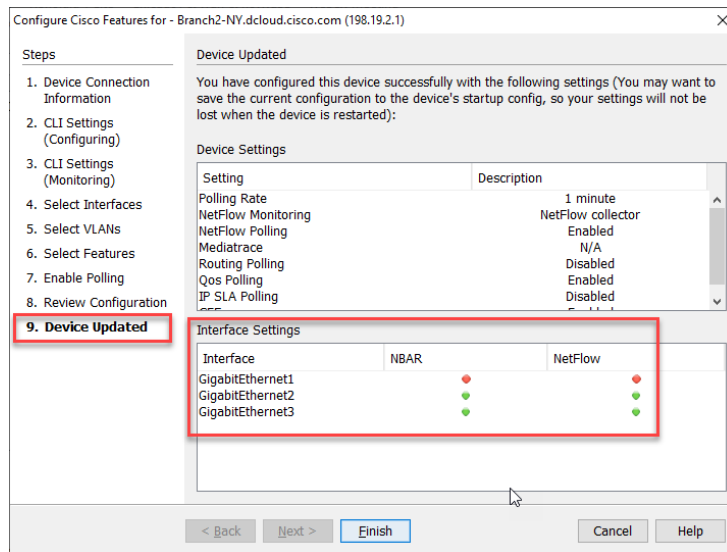 Configure Cisco Features for - Branch2-NY.dcloud.cisco.com (198.19.2.1)
Steps
1. Device Connection
Information
2. CLI Settings
(Configuring)
3. CLI Settings
(Monitoring)
4. Select Interfaces
5. Select VLANs
6. Select Features
7. Enable Polling
8. Review Configuration
9. Device Updated
Device Updated
You have configured this device successfully with the following settings (You may want to
save the current configuration to the device's startup config, so your settings will not be
lost when the device is restarted):
Device Settings
Setting Description
Polling Rate 1 minute
NetFlow Monitoring NetFlow collector
NetFlow Polling Enabled
Mediatrace N/A
Routing Polling Disabled
Qos Polling Enabled
IP SLA Polling Disabled
Interface Settings
Interface NBAR NetFlow
GigabitEthernet1
GigabitEthernet2
GigabitEthernet3
< Back Next > Finish Cancel Help